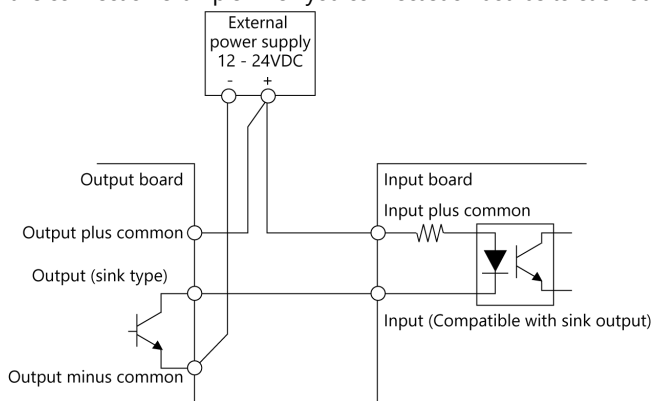 External
power supply
12 - 24VDC
- +
Output board
Input board
Input plus common
Output plus common
Output (sink type)
Input (Compatible with sink output)
Output minus common